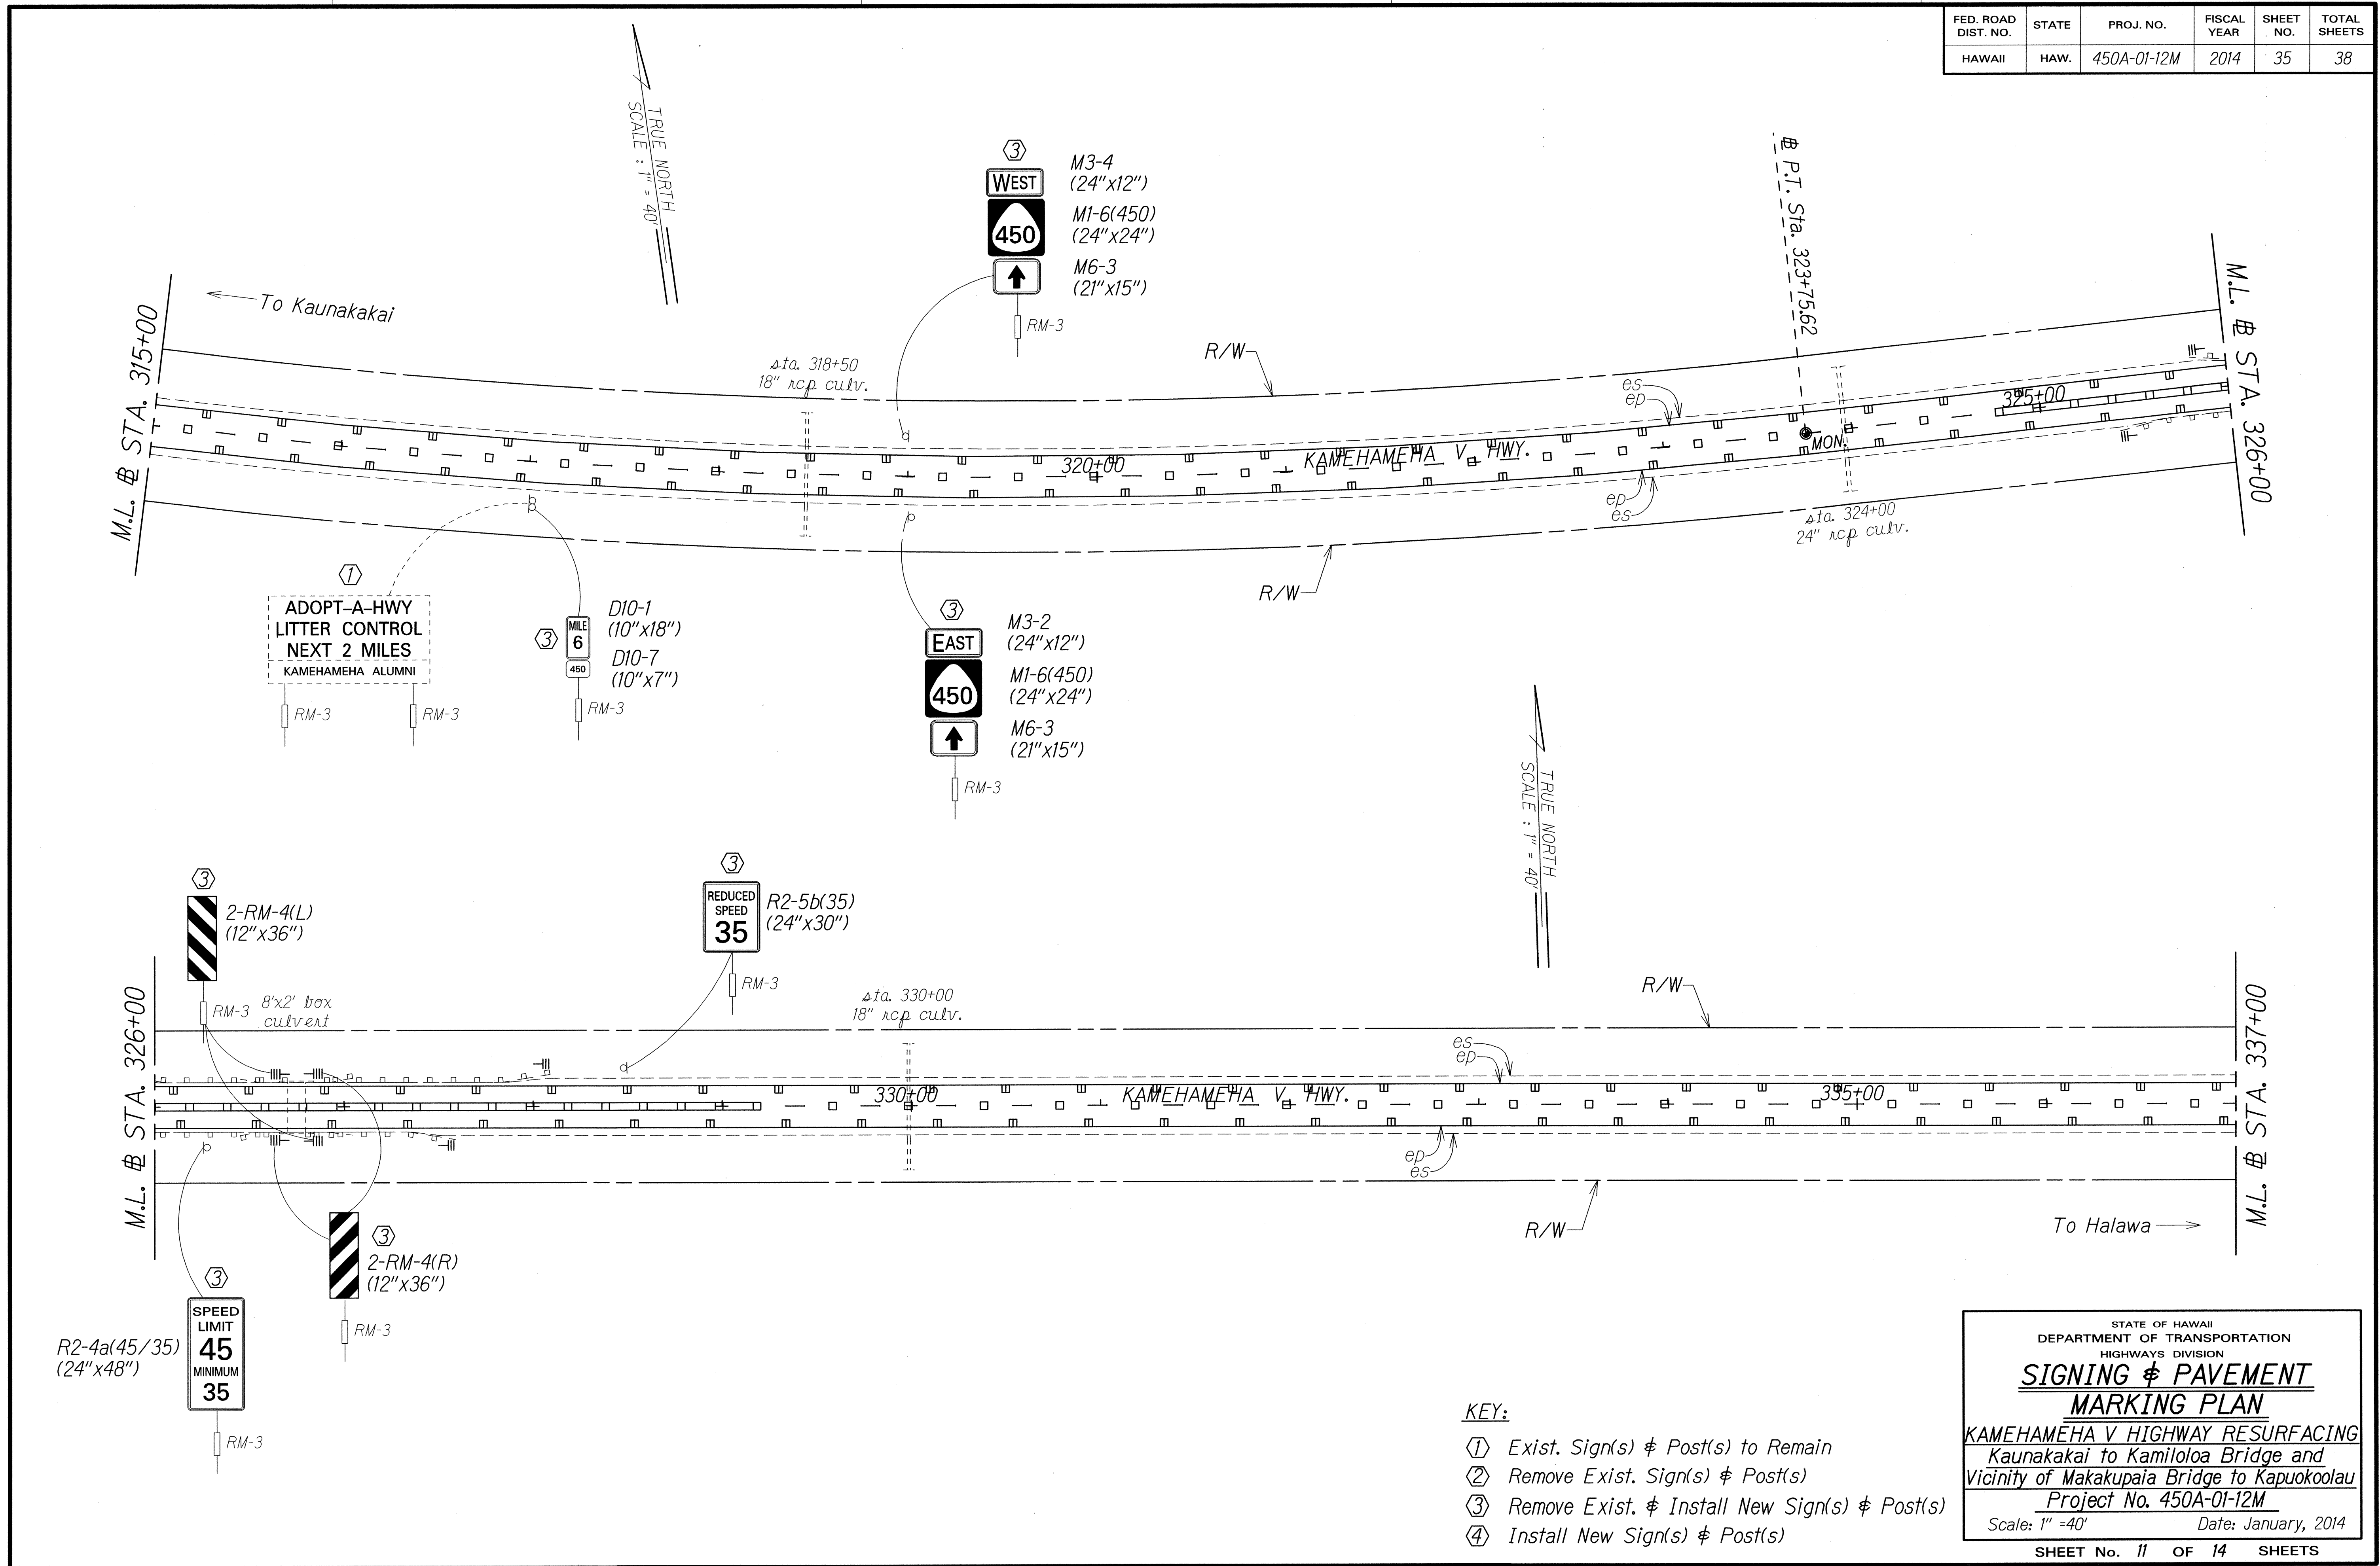 FED. ROAD DIST. NO. STATE PROJ. NO. FISCAL YEAR SHEET NO. TOTAL SHEETS
HAWAII HAW. 450A-01-12M 2014 35 38
TRUE NORTH
SCALE : 1" = 40'
3
WEST
450
M3-4
(24"x12")
M1-6(450)
(24"x24")
M6-3
(21"x15")
RM-3
P.T. Sta. 323+75.62
To Kaunakakai
M.L. STA. 315+00
M.L. STA. 326+00
sta. 318+50
18" rcp culv.
R/W
es
ep
325+00
MON.
320+00
KAMEHAMEHA V HWY.
ep
es
sta. 324+00
24" rcp culv.
R/W
1
ADOPT-A-HWY
LITTER CONTROL
NEXT 2 MILES
KAMEHAMEHA ALUMNI
RM-3
RM-3
3
MILE
6
450
D10-1
(10"x18")
D10-7
(10"x7")
RM-3
3
EAST
450
M3-2
(24"x12")
M1-6(450)
(24"x24")
M6-3
(21"x15")
RM-3
TRUE NORTH
SCALE : 1" = 40'
3
2-RM-4(L)
(12"x36")
RM-3
8'x2' box
culvert
3
REDUCED
SPEED
35
R2-5b(35)
(24"x30")
RM-3
sta. 330+00
18" rcp culv.
R/W
M.L. STA. 326+00
M.L. STA. 337+00
es
ep
330+00
KAMEHAMEHA V HWY.
335+00
ep
es
R/W
To Halawa
3
2-RM-4(R)
(12"x36")
RM-3
3
SPEED
LIMIT
45
MINIMUM
35
R2-4a(45/35)
(24"x48")
RM-3
KEY:
1 Exist. Sign(s) & Post(s) to Remain
2 Remove Exist. Sign(s) & Post(s)
3 Remove Exist. & Install New Sign(s) & Post(s)
4 Install New Sign(s) & Post(s)
STATE OF HAWAII
DEPARTMENT OF TRANSPORTATION
HIGHWAYS DIVISION
SIGNING & PAVEMENT
MARKING PLAN
KAMEHAMEHA V HIGHWAY RESURFACING
Kaunakakai to Kamiloloa Bridge and
Vicinity of Makakupaia Bridge to Kapuokoolau
Project No. 450A-01-12M
Scale: 1" =40' Date: January, 2014
SHEET No. 11 OF 14 SHEETS